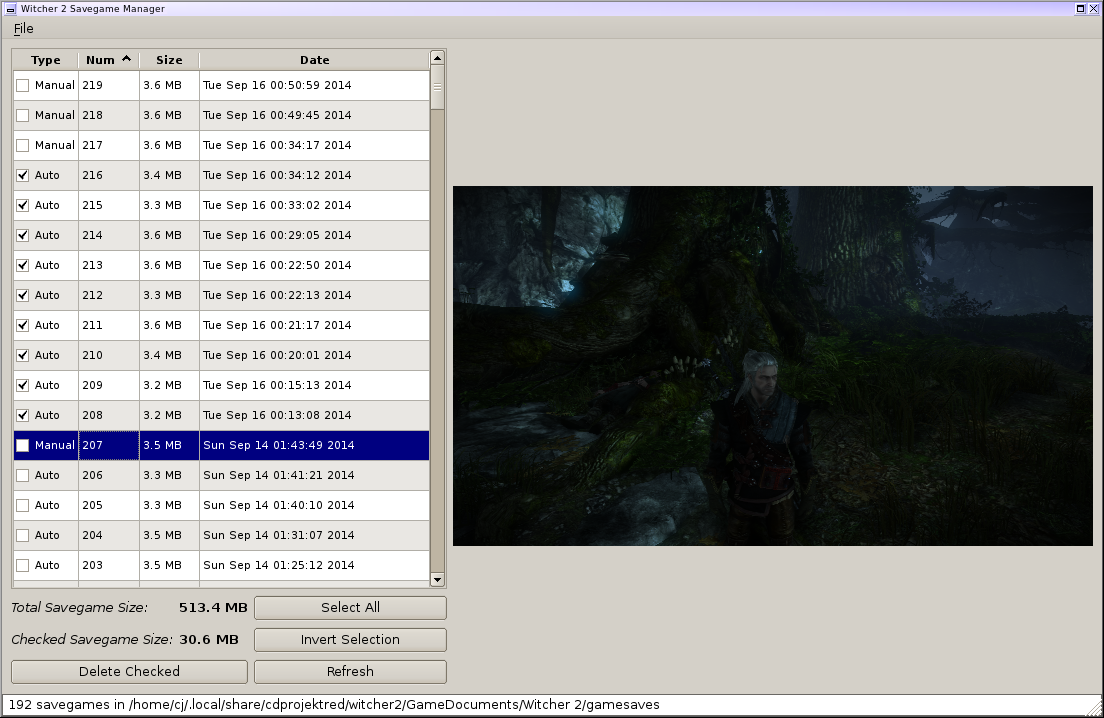 Witcher 2 Savegame Manager
File
Type Num Size Date
Manual 219 3.6 MB Tue Sep 16 00:50:59 2014
Manual 218 3.6 MB Tue Sep 16 00:49:45 2014
Manual 217 3.6 MB Tue Sep 16 00:34:17 2014
Auto 216 3.4 MB Tue Sep 16 00:34:12 2014
Auto 215 3.3 MB Tue Sep 16 00:33:02 2014
Auto 214 3.6 MB Tue Sep 16 00:29:05 2014
Auto 213 3.6 MB Tue Sep 16 00:22:50 2014
Auto 212 3.3 MB Tue Sep 16 00:22:13 2014
Auto 211 3.6 MB Tue Sep 16 00:21:17 2014
Auto 210 3.4 MB Tue Sep 16 00:20:01 2014
Auto 209 3.2 MB Tue Sep 16 00:15:13 2014
Auto 208 3.2 MB Tue Sep 16 00:13:08 2014
Manual 207 3.5 MB Sun Sep 14 01:43:49 2014
Auto 206 3.3 MB Sun Sep 14 01:41:21 2014
Auto 205 3.3 MB Sun Sep 14 01:40:10 2014
Auto 204 3.5 MB Sun Sep 14 01:31:07 2014
Auto 203 3.5 MB Sun Sep 14 01:25:12 2014
Total Savegame Size: 513.4 MB Select All
Checked Savegame Size: 30.6 MB Invert Selection
Delete Checked Refresh
192 savegames in /home/cj/.local/share/cdprojektred/witcher2/GameDocuments/Witcher 2/gamesaves